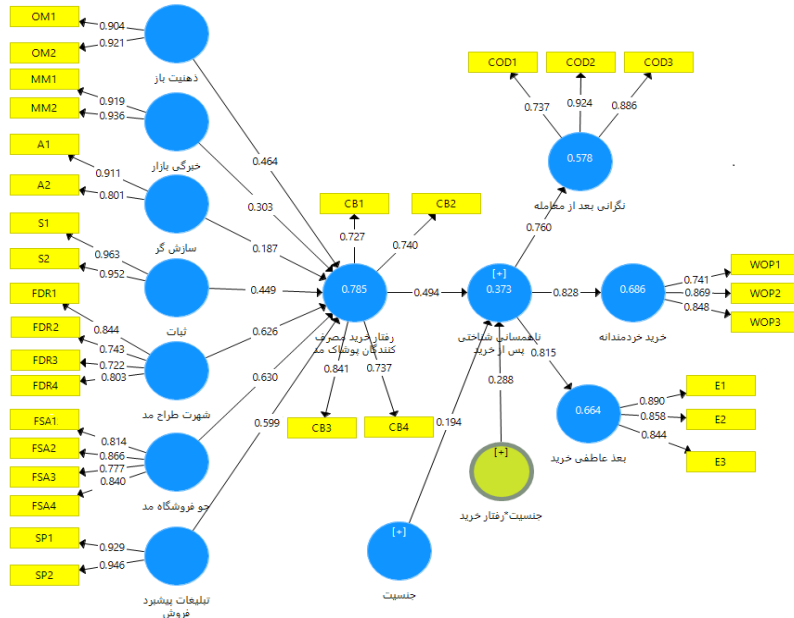 OM1
0.904
0.921
OM2
ذهنیت باز
MM1
0.919
MM2
0.936
خبرگی بازار
A1
0.911
A2
0.801
سازش گر
S1
0.963
S2
0.952
ثبات
FDR1
0.844
FDR2
0.743
FDR3
0.722
FDR4
0.803
شهرت طراح مد
FSA1
0.814
FSA2
0.866
FSA3
0.777
0.840
FSA4
جو فروشگاه مد
SP1
0.929
0.946
SP2
تبلیغات پیشبرد
فروش
0.464
0.303
0.187
0.449
0.626
0.630
0.599
CB1
CB2
0.727
0.740
0.785
رفتار خرید مصرف
کنندگان پوشاک مد
0.841
0.737
CB3
CB4
0.494
[+]
0.373
ناهمسانی شناختی
پس از خرید
0.194
0.288
[+]
جنسیت
[+]
جنسیت*رفتار خرید
COD1
COD2
COD3
0.737
0.924
0.886
0.578
نگرانی بعد از معامله
0.760
0.828
0.686
خرید خردمندانه
0.741
WOP1
0.869
WOP2
0.848
WOP3
0.815
0.664
بعذ عاطفی خرید
0.890
E1
0.858
E2
0.844
E3